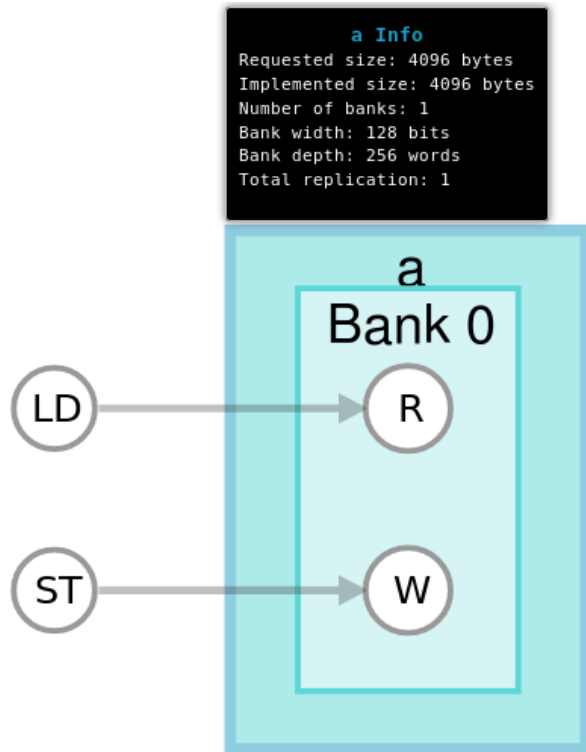 a Info
Requested size: 4096 bytes
Implemented size: 4096 bytes
Number of banks: 1
Bank width: 128 bits
Bank depth: 256 words
Total replication: 1
a
Bank 0
LD
R
ST
W